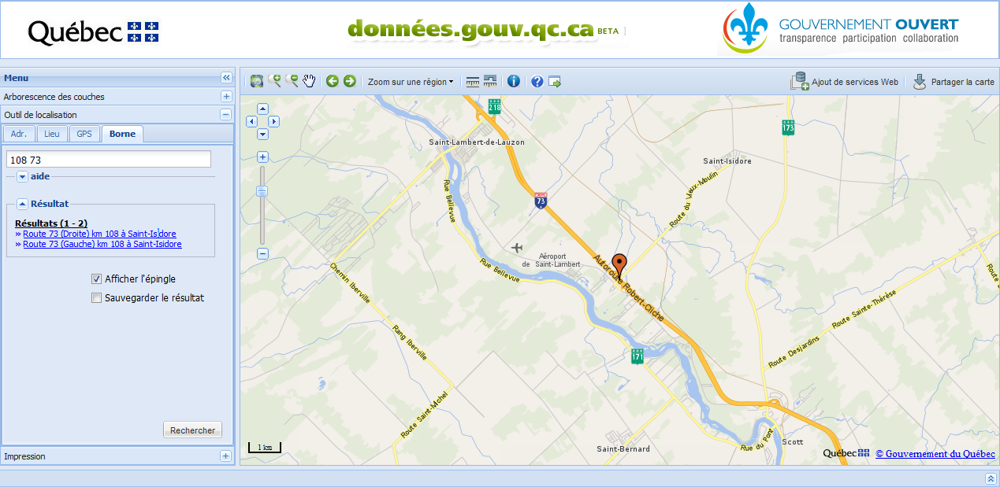 Québec
données.gouv.qc.ca BETA
GOUVERNEMENT OUVERT
transparence participation collaboration
Menu
Arborescence des couches
Outil de localisation
Adr. Lieu GPS Borne
108 73
aide
Résultat
Résultats (1 - 2)
» Route 73 (Droite) km 108 à Saint-Isidore
» Route 73 (Gauche) km 108 à Saint-Isidore
Afficher l'épingle
Sauvegarder le résultat
Rechercher
Impression
Zoom sur une région
Ajout de services Web
Partager la carte
218
173
Saint-Lambert-de-Lauzon
Saint-Isidore
Rue Bellevue
Route du Vieux-Moulin
73
Aéroport
de Saint-Lambert
Rue Bellevue
Autoroute Robert-Cliche
Chemin Iberville
Route
Route Sainte-Thérèse
Rang Iberville
Route Desjardins
171
Route Saint-Michel
Rue du Pont
Scott
Saint-Bernard
1 km
Québec
© Gouvernement du Québec